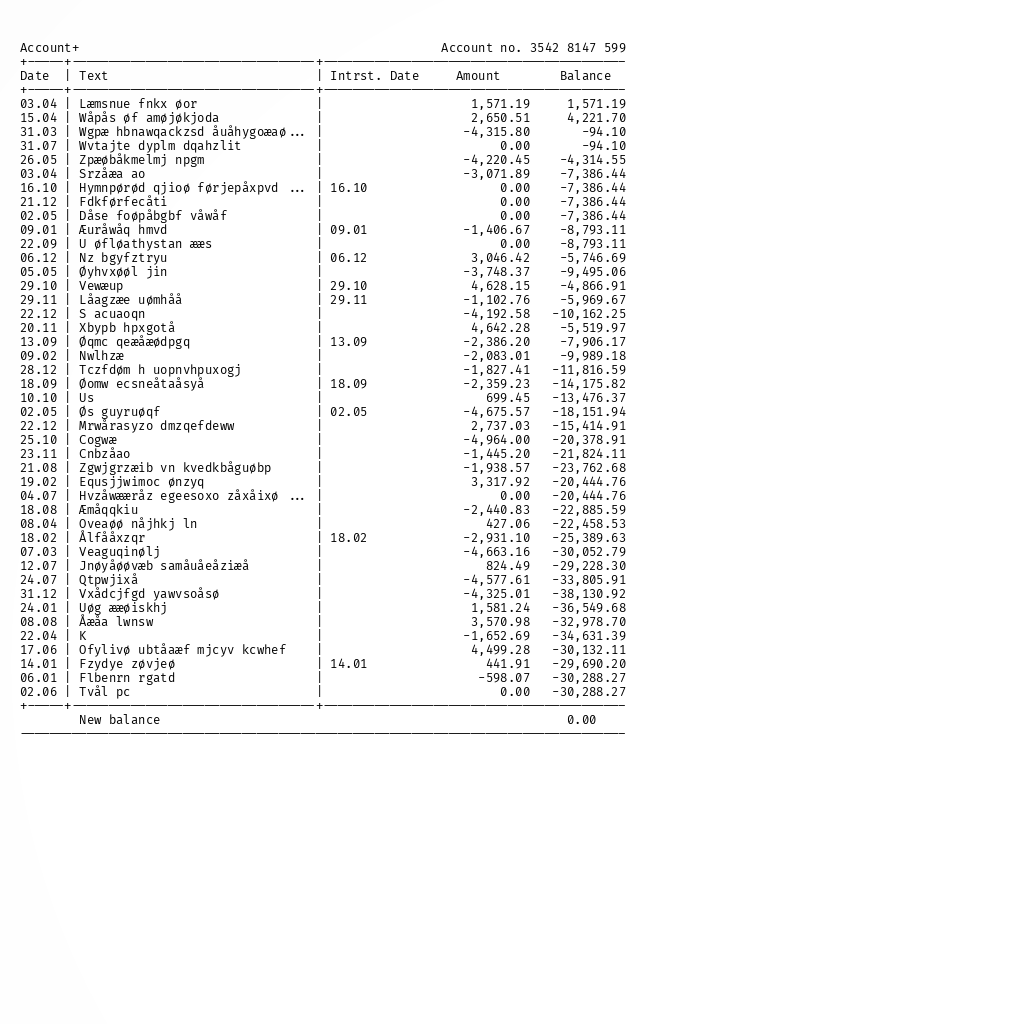 Account+ Account no. 3542 8147 599
Date | Text | Intrst. Date Amount Balance
03.04 | Læmsnue fnkx øor | 1,571.19 1,571.19
15.04 | Wåpås øf amøjøkjoda | 2,650.51 4,221.70
31.03 | Wgpæ hbnawqackzsd åuåhygoæaø... | -4,315.80 -94.10
31.07 | Wvtajte dyplm dqahzlit | 0.00 -94.10
26.05 | Zpæøbåkmelmj npgm | -4,220.45 -4,314.55
03.04 | Srzåæa ao | -3,071.89 -7,386.44
16.10 | Hymnpørød qjioø førjepåxpvd ... | 16.10 0.00 -7,386.44
21.12 | Fdkførfecåti | 0.00 -7,386.44
02.05 | Dåse foøpåbgbf våwåf | 0.00 -7,386.44
09.01 | Æuråwåq hmvd | 09.01 -1,406.67 -8,793.11
22.09 | U øfløathystan ææs | 0.00 -8,793.11
06.12 | Nz bgyfztryu | 06.12 3,046.42 -5,746.69
05.05 | Øyhvxøøl jin | -3,748.37 -9,495.06
29.10 | Vewæup | 29.10 4,628.15 -4,866.91
29.11 | Låagzæe uømhåå | 29.11 -1,102.76 -5,969.67
22.12 | S acuaoqn | -4,192.58 -10,162.25
20.11 | Xbypb hpxgotå | 4,642.28 -5,519.97
13.09 | Øqmc qeæåæødpgq | 13.09 -2,386.20 -7,906.17
09.02 | Nwlhzæ | -2,083.01 -9,989.18
28.12 | Tczfdøm h uopnvhpuxogj | -1,827.41 -11,816.59
18.09 | Øomw ecsneåtaåsyå | 18.09 -2,359.23 -14,175.82
10.10 | Us | 699.45 -13,476.37
02.05 | Øs guyruøqf | 02.05 -4,675.57 -18,151.94
22.12 | Mrwårasyzo dmzqefdeww | 2,737.03 -15,414.91
25.10 | Cogwæ | -4,964.00 -20,378.91
23.11 | Cnbzåao | -1,445.20 -21,824.11
21.08 | Zgwjgrzæib vn kvedkbåguøbp | -1,938.57 -23,762.68
19.02 | Equsjjwimoc ønzyq | 3,317.92 -20,444.76
04.07 | Hvzåwææråz egeesoxo zåxåixø ... | 0.00 -20,444.76
18.08 | Æmåqqkiu | -2,440.83 -22,885.59
08.04 | Oveaøø nåjhkj ln | 427.06 -22,458.53
18.02 | Ålfååxzqr | 18.02 -2,931.10 -25,389.63
07.03 | Veaguqinølj | -4,663.16 -30,052.79
12.07 | Jnøyåøøvæb samåuåeåziæå | 824.49 -29,228.30
24.07 | Qtpwjixå | -4,577.61 -33,805.91
31.12 | Vxådcjfgd yawvsoåsø | -4,325.01 -38,130.92
24.01 | Uøg ææøiskhj | 1,581.24 -36,549.68
08.08 | Åæåa lwnsw | 3,570.98 -32,978.70
22.04 | K | -1,652.69 -34,631.39
17.06 | Ofylivø ubtåaæf mjcyv kcwhef | 4,499.28 -30,132.11
14.01 | Fzydye zøvjeø | 14.01 441.91 -29,690.20
06.01 | Flbenrn rgatd | -598.07 -30,288.27
02.06 | Tvål pc | 0.00 -30,288.27
New balance 0.00